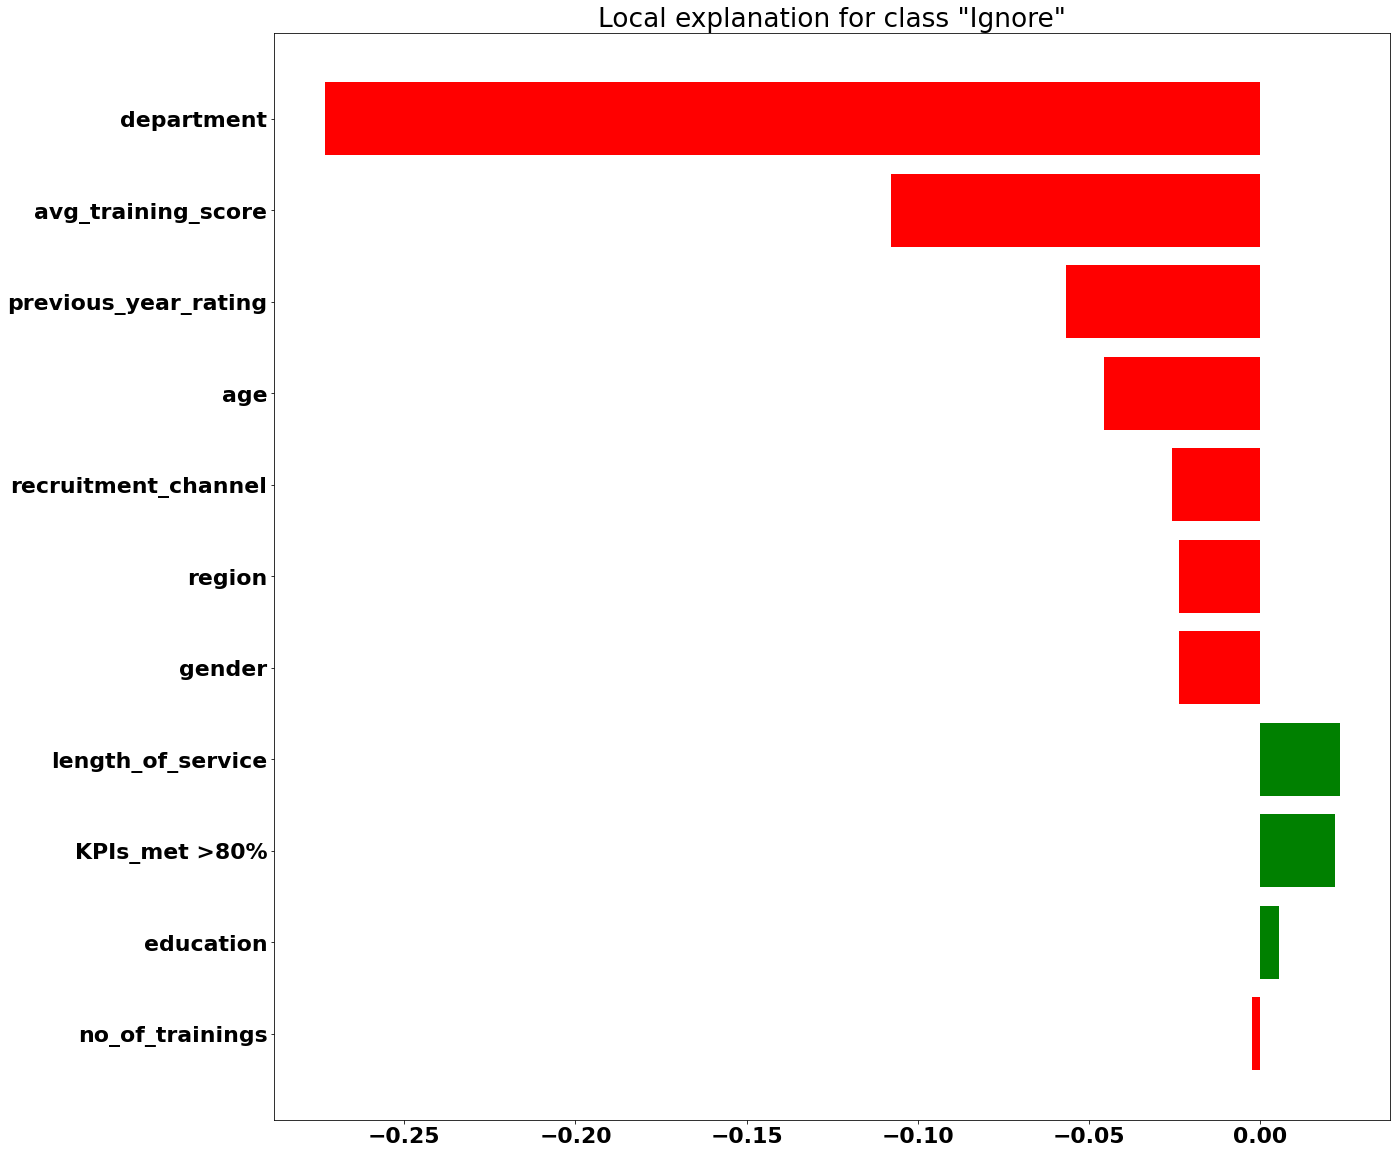 Local explanation for class "Ignore"
department
avg_training_score
previous_year_rating
age
recruitment_channel
region
gender
length_of_service
KPIs_met >80%
education
no_of_trainings
−0.25 −0.20 −0.15 −0.10 −0.05 0.00